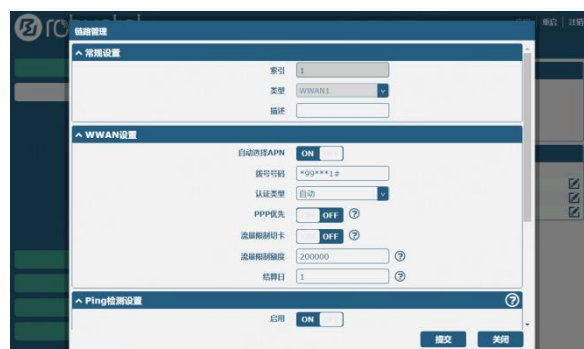 重启 | 注销
链路管理
^ 常规设置
索引 1
类型 WWAN1 v
描述
^ WWAN设置
自动选择APN ON
拨号号码 *99***1#
认证类型 自动 v
PPP优先 OFF ?
流量限制切卡 OFF ?
流量限制额度 200000 ?
结算日 1 ?
^ Ping检测设置 ?
启用 ON
提交 关闭